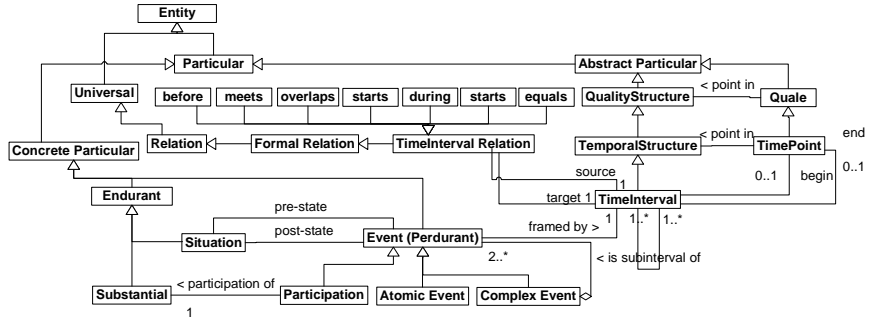 Entity
Particular
Abstract Particular
Universal
before
meets
overlaps
starts
during
starts
equals
QualityStructure
< point in
Quale
Concrete Particular
Relation
Formal Relation
TimeInterval Relation
TemporalStructure
< point in
TimePoint
end
0..1
begin
0..1
source
1
target 1
TimeInterval
Endurant
pre-state
post-state
Situation
Event (Perdurant)
framed by >
1
1..*
1..*
2..*
< is subinterval of
Substantial
< participation of
1
Participation
Atomic Event
Complex Event